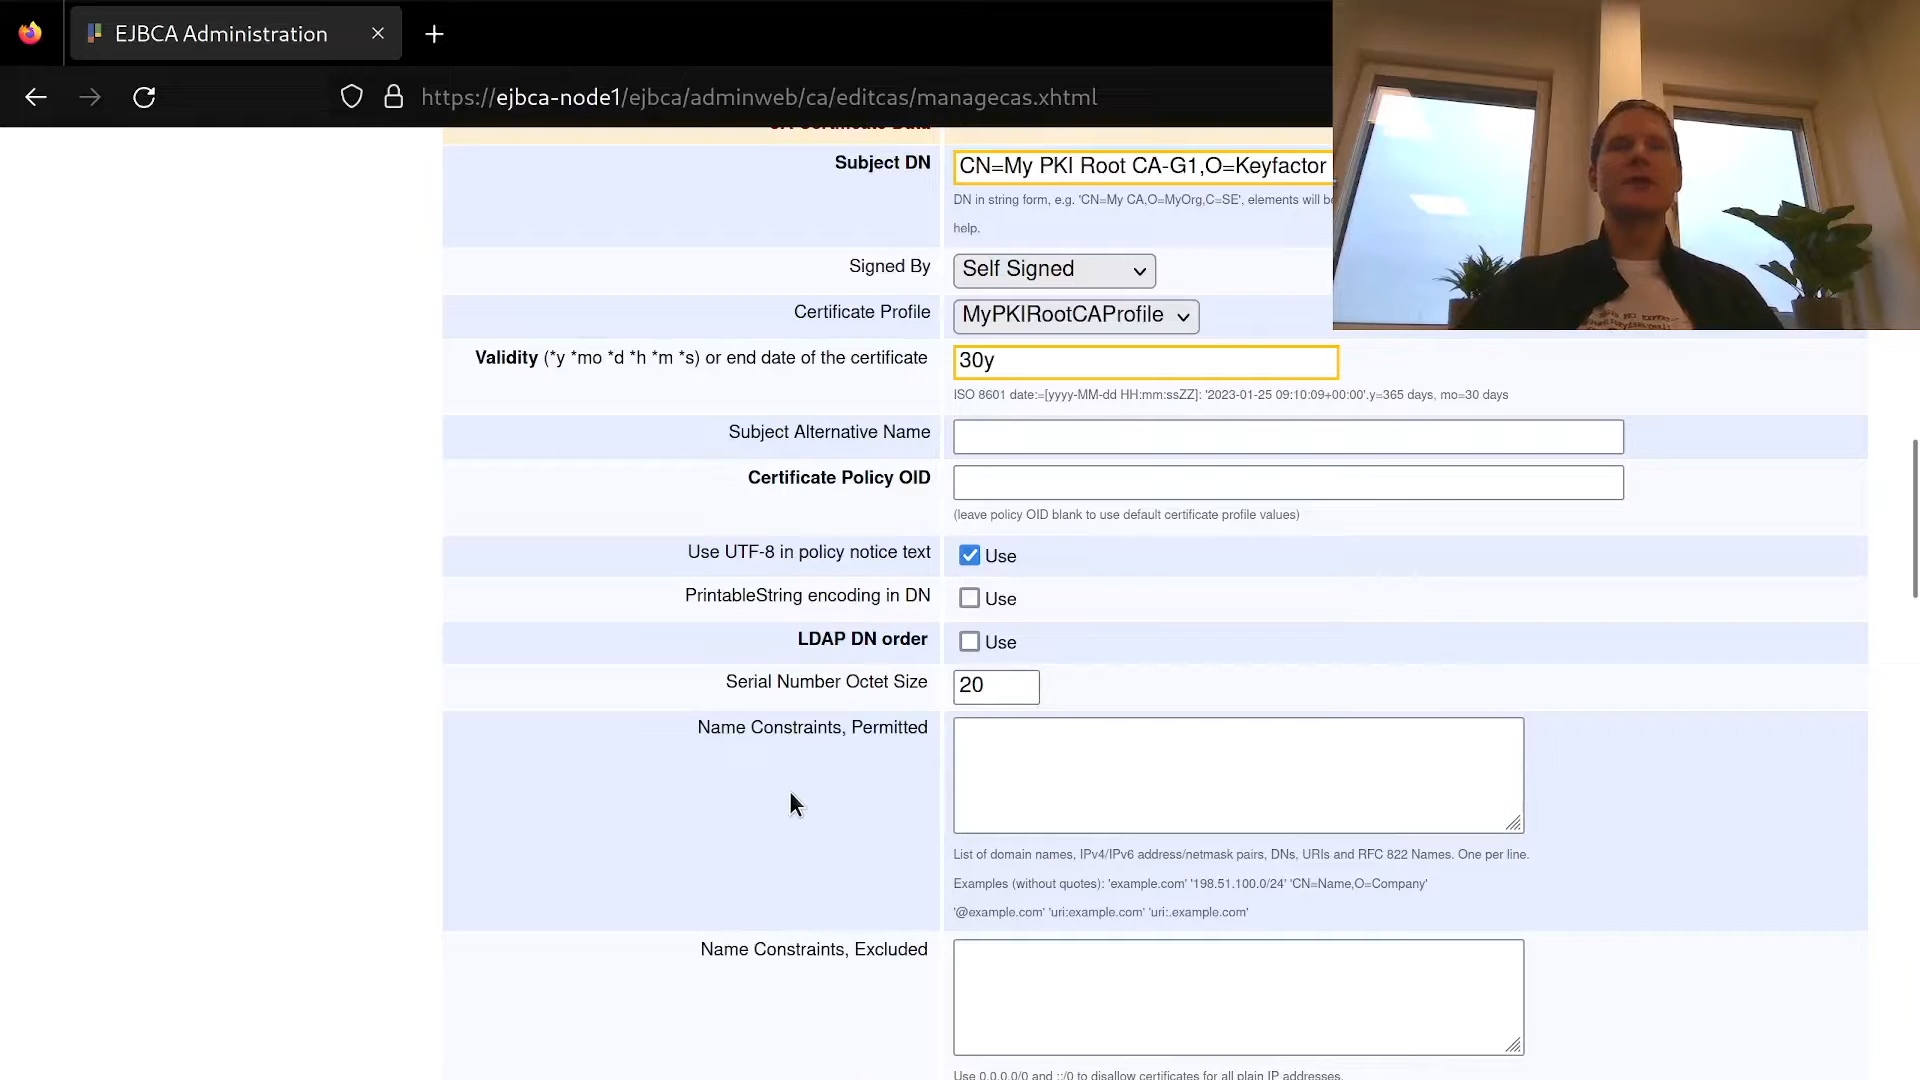 EJBCA Administration
https://ejbca-node1/ejbca/adminweb/ca/editcas/managecas.xhtml
CA Certificate Data
Subject DN
CN=My PKI Root CA-G1,O=Keyfactor
DN in string form, e.g. 'CN=My CA,O=MyOrg,C=SE', elements will be
help.
Signed By
Self Signed
Certificate Profile
MyPKIRootCAProfile
Validity (*y *mo *d *h *m *s) or end date of the certificate
30y
ISO 8601 date:=[yyyy-MM-dd HH:mm:ssZZ]: '2023-01-25 09:10:09+00:00'.y=365 days, mo=30 days
Subject Alternative Name
Certificate Policy OID
(leave policy OID blank to use default certificate profile values)
Use UTF-8 in policy notice text
Use
PrintableString encoding in DN
Use
LDAP DN order
Use
Serial Number Octet Size
20
Name Constraints, Permitted
List of domain names, IPv4/IPv6 address/netmask pairs, DNs, URIs and RFC 822 Names. One per line.
Examples (without quotes): 'example.com' '198.51.100.0/24' 'CN=Name,O=Company'
'@example.com' 'uri:example.com' 'uri:.example.com'
Name Constraints, Excluded
Use 0.0.0.0/0 and ::/0 to disallow certificates for all plain IP addresses.